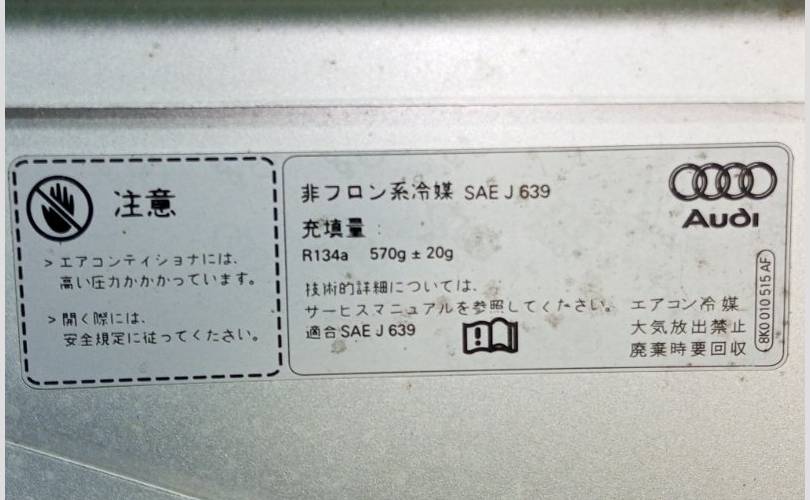 注意
> エアコンディショナには、
高い圧力がかかっています。
> 開く際には、
安全規定に従ってください。
非フロン系冷媒 SAE J 639
充填量 :
R134a 570g ± 20g
技術的詳細については、
サービスマニュアルを参照してください。
適合 SAE J 639
Audi
エアコン冷媒
大気放出禁止
廃棄時要回収
8K0 010 515 AF